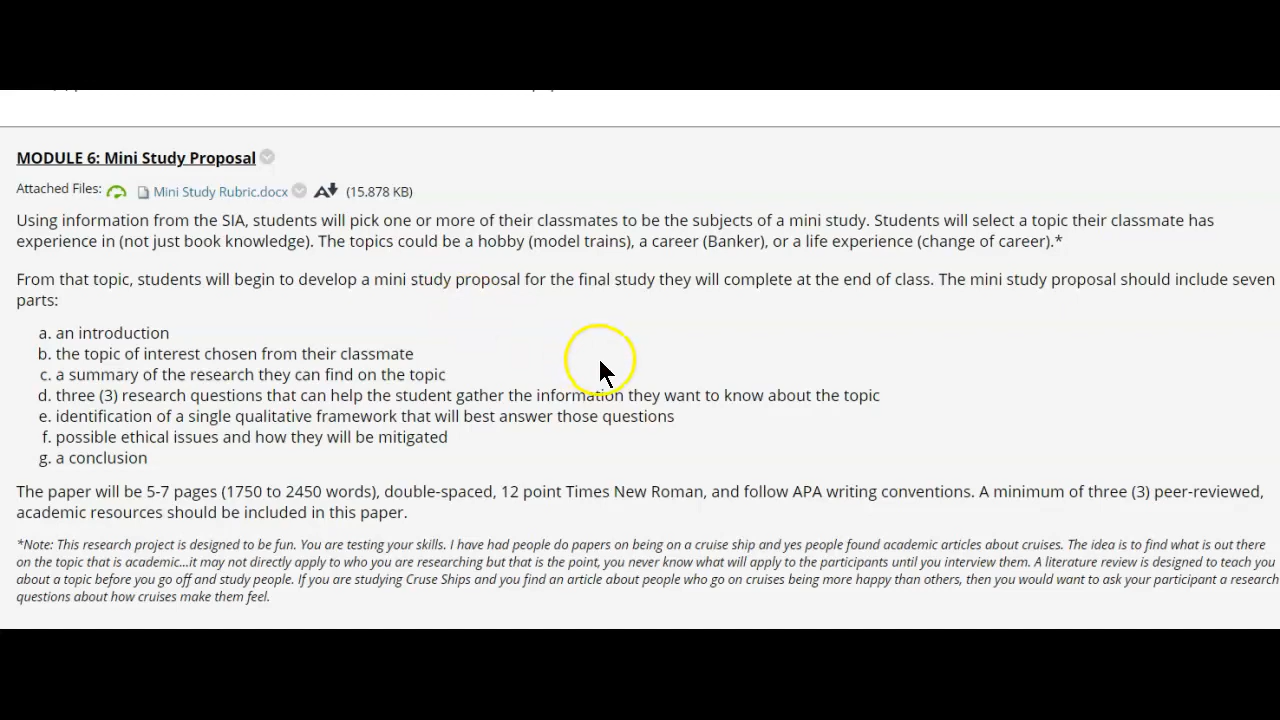 MODULE 6: Mini Study Proposal
Attached Files: Mini Study Rubric.docx (15.878 KB)
Using information from the SIA, students will pick one or more of their classmates to be the subjects of a mini study. Students will select a topic their classmate has
experience in (not just book knowledge). The topics could be a hobby (model trains), a career (Banker), or a life experience (change of career).*
From that topic, students will begin to develop a mini study proposal for the final study they will complete at the end of class. The mini study proposal should include seven
parts:
a. an introduction
b. the topic of interest chosen from their classmate
c. a summary of the research they can find on the topic
d. three (3) research questions that can help the student gather the information they want to know about the topic
e. identification of a single qualitative framework that will best answer those questions
f. possible ethical issues and how they will be mitigated
g. a conclusion
The paper will be 5-7 pages (1750 to 2450 words), double-spaced, 12 point Times New Roman, and follow APA writing conventions. A minimum of three (3) peer-reviewed,
academic resources should be included in this paper.
*Note: This research project is designed to be fun. You are testing your skills. I have had people do papers on being on a cruise ship and yes people found academic articles about cruises. The idea is to find what is out there
on the topic that is academic...it may not directly apply to who you are researching but that is the point, you never know what will apply to the participants until you interview them. A literature review is designed to teach you
about a topic before you go off and study people. If you are studying Cruse Ships and you find an article about people who go on cruises being more happy than others, then you would want to ask your participant a research
questions about how cruises make them feel.